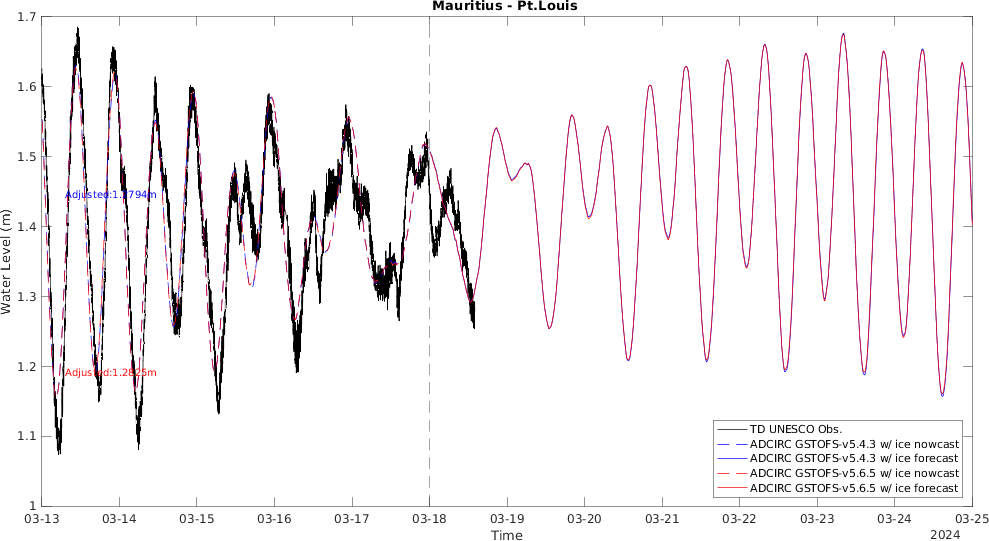 Mauritius - Pt.Louis
Water Level (m)
1.7
1.6
1.5
1.4
1.3
1.2
1.1
1
Adjusted:1.2794m
Adjusted:1.2825m
TD UNESCO Obs.
ADCIRC GSTOFS-v5.4.3 w/ ice nowcast
ADCIRC GSTOFS-v5.4.3 w/ ice forecast
ADCIRC GSTOFS-v5.6.5 w/ ice nowcast
ADCIRC GSTOFS-v5.6.5 w/ ice forecast
03-13 03-14 03-15 03-16 03-17 03-18 03-19 03-20 03-21 03-22 03-23 03-24 03-25
Time
2024